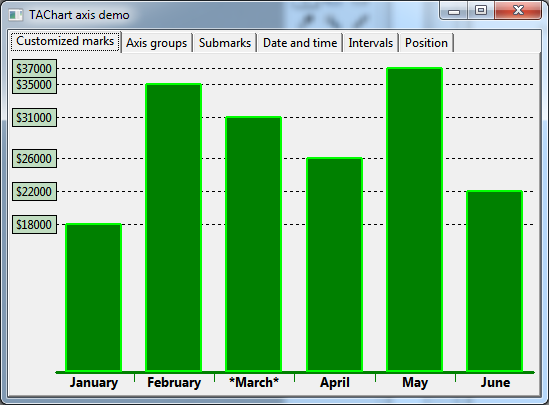 TAChart axis demo
Customized marks Axis groups Submarks Date and time Intervals Position
$37000
$35000
$31000
$26000
$22000
$18000
January February *March* April May June